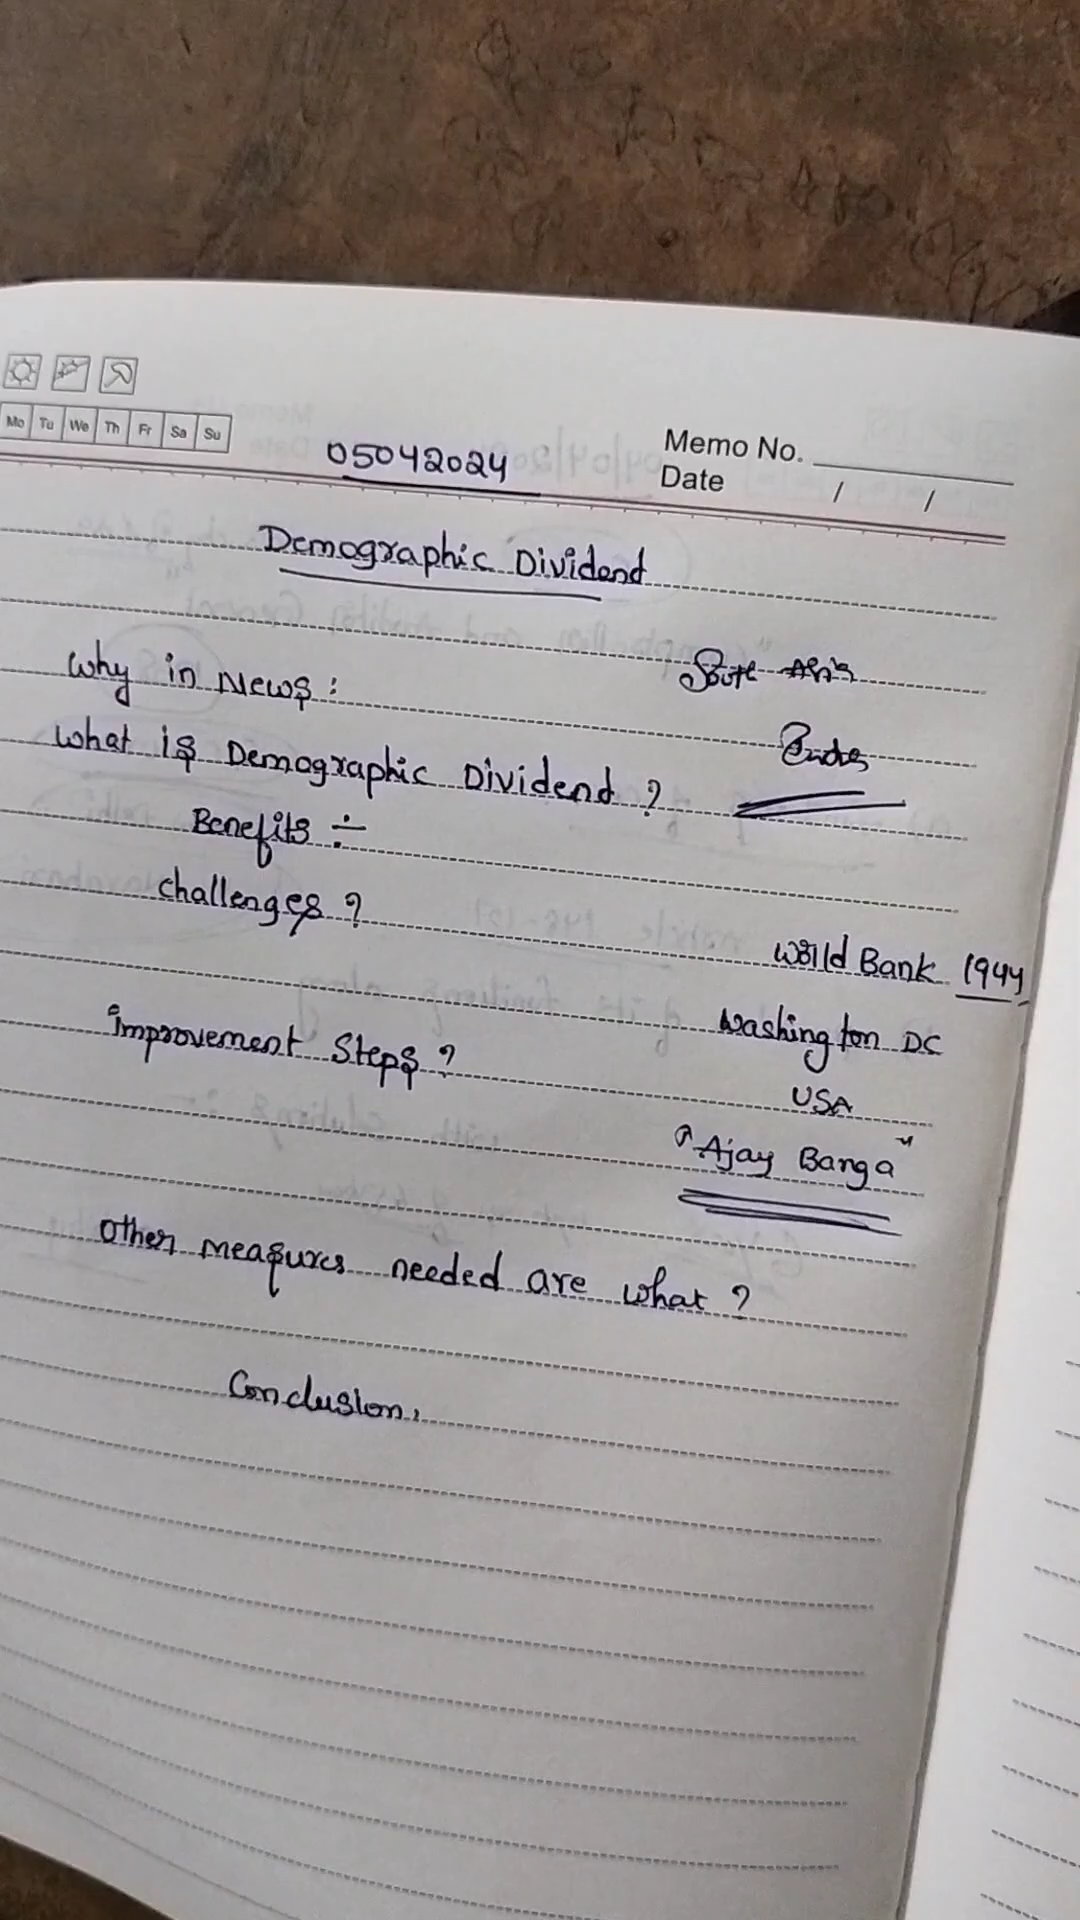 Mo Tu We Th Fr Sa Su
05042024
Memo No.
Date / /
Demographic Dividend
Why in News :
What is Demographic Dividend ?
Benefits ÷
challenges ?
World Bank 1944
Washington DC
USA
"Ajay Banga"
improvement Steps ?
Other measures needed are what ?
Conclusion,